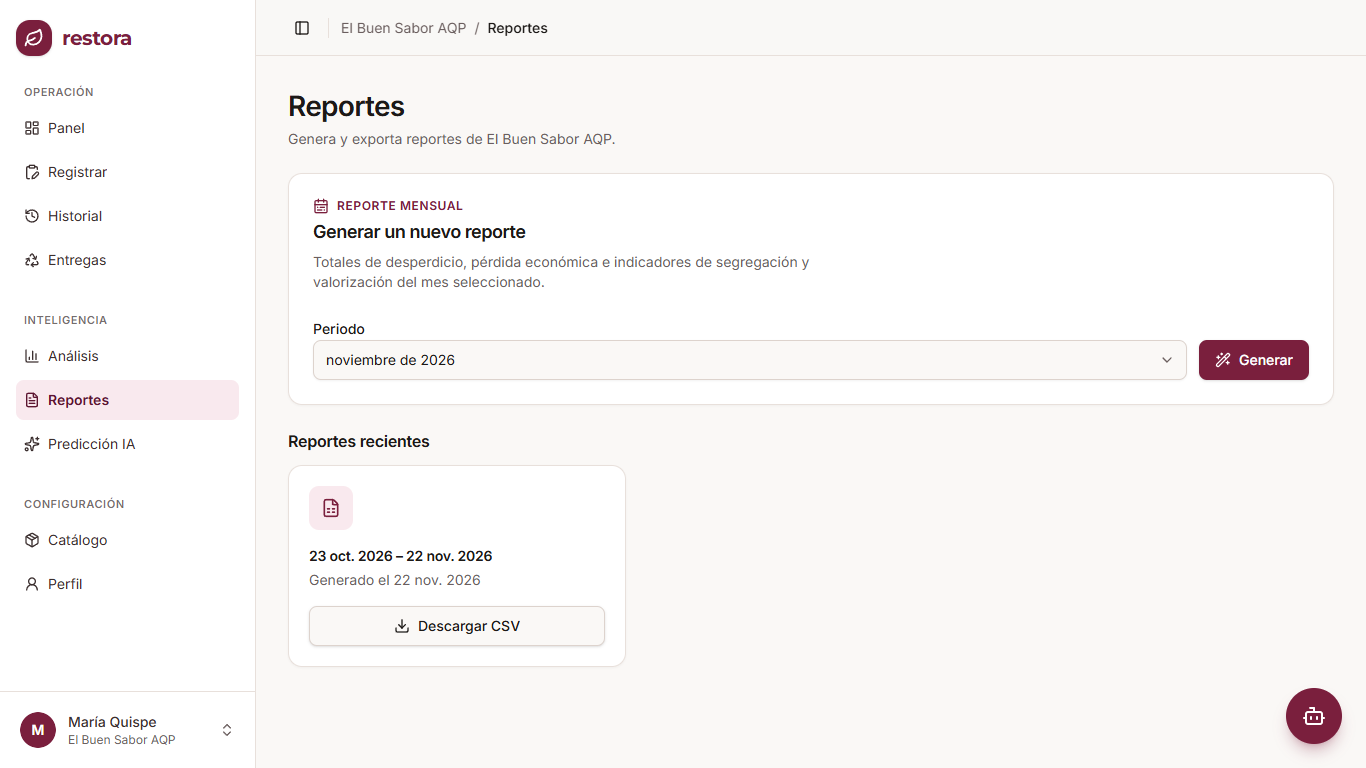 restora
OPERACIÓN
Panel
Registrar
Historial
Entregas
INTELIGENCIA
Análisis
Reportes
Predicción IA
CONFIGURACIÓN
Catálogo
Perfil
M
María Quispe
El Buen Sabor AQP
El Buen Sabor AQP / Reportes
Reportes
Genera y exporta reportes de El Buen Sabor AQP.
REPORTE MENSUAL
Generar un nuevo reporte
Totales de desperdicio, pérdida económica e indicadores de segregación y
valorización del mes seleccionado.
Periodo
noviembre de 2026
Generar
Reportes recientes
23 oct. 2026 – 22 nov. 2026
Generado el 22 nov. 2026
Descargar CSV